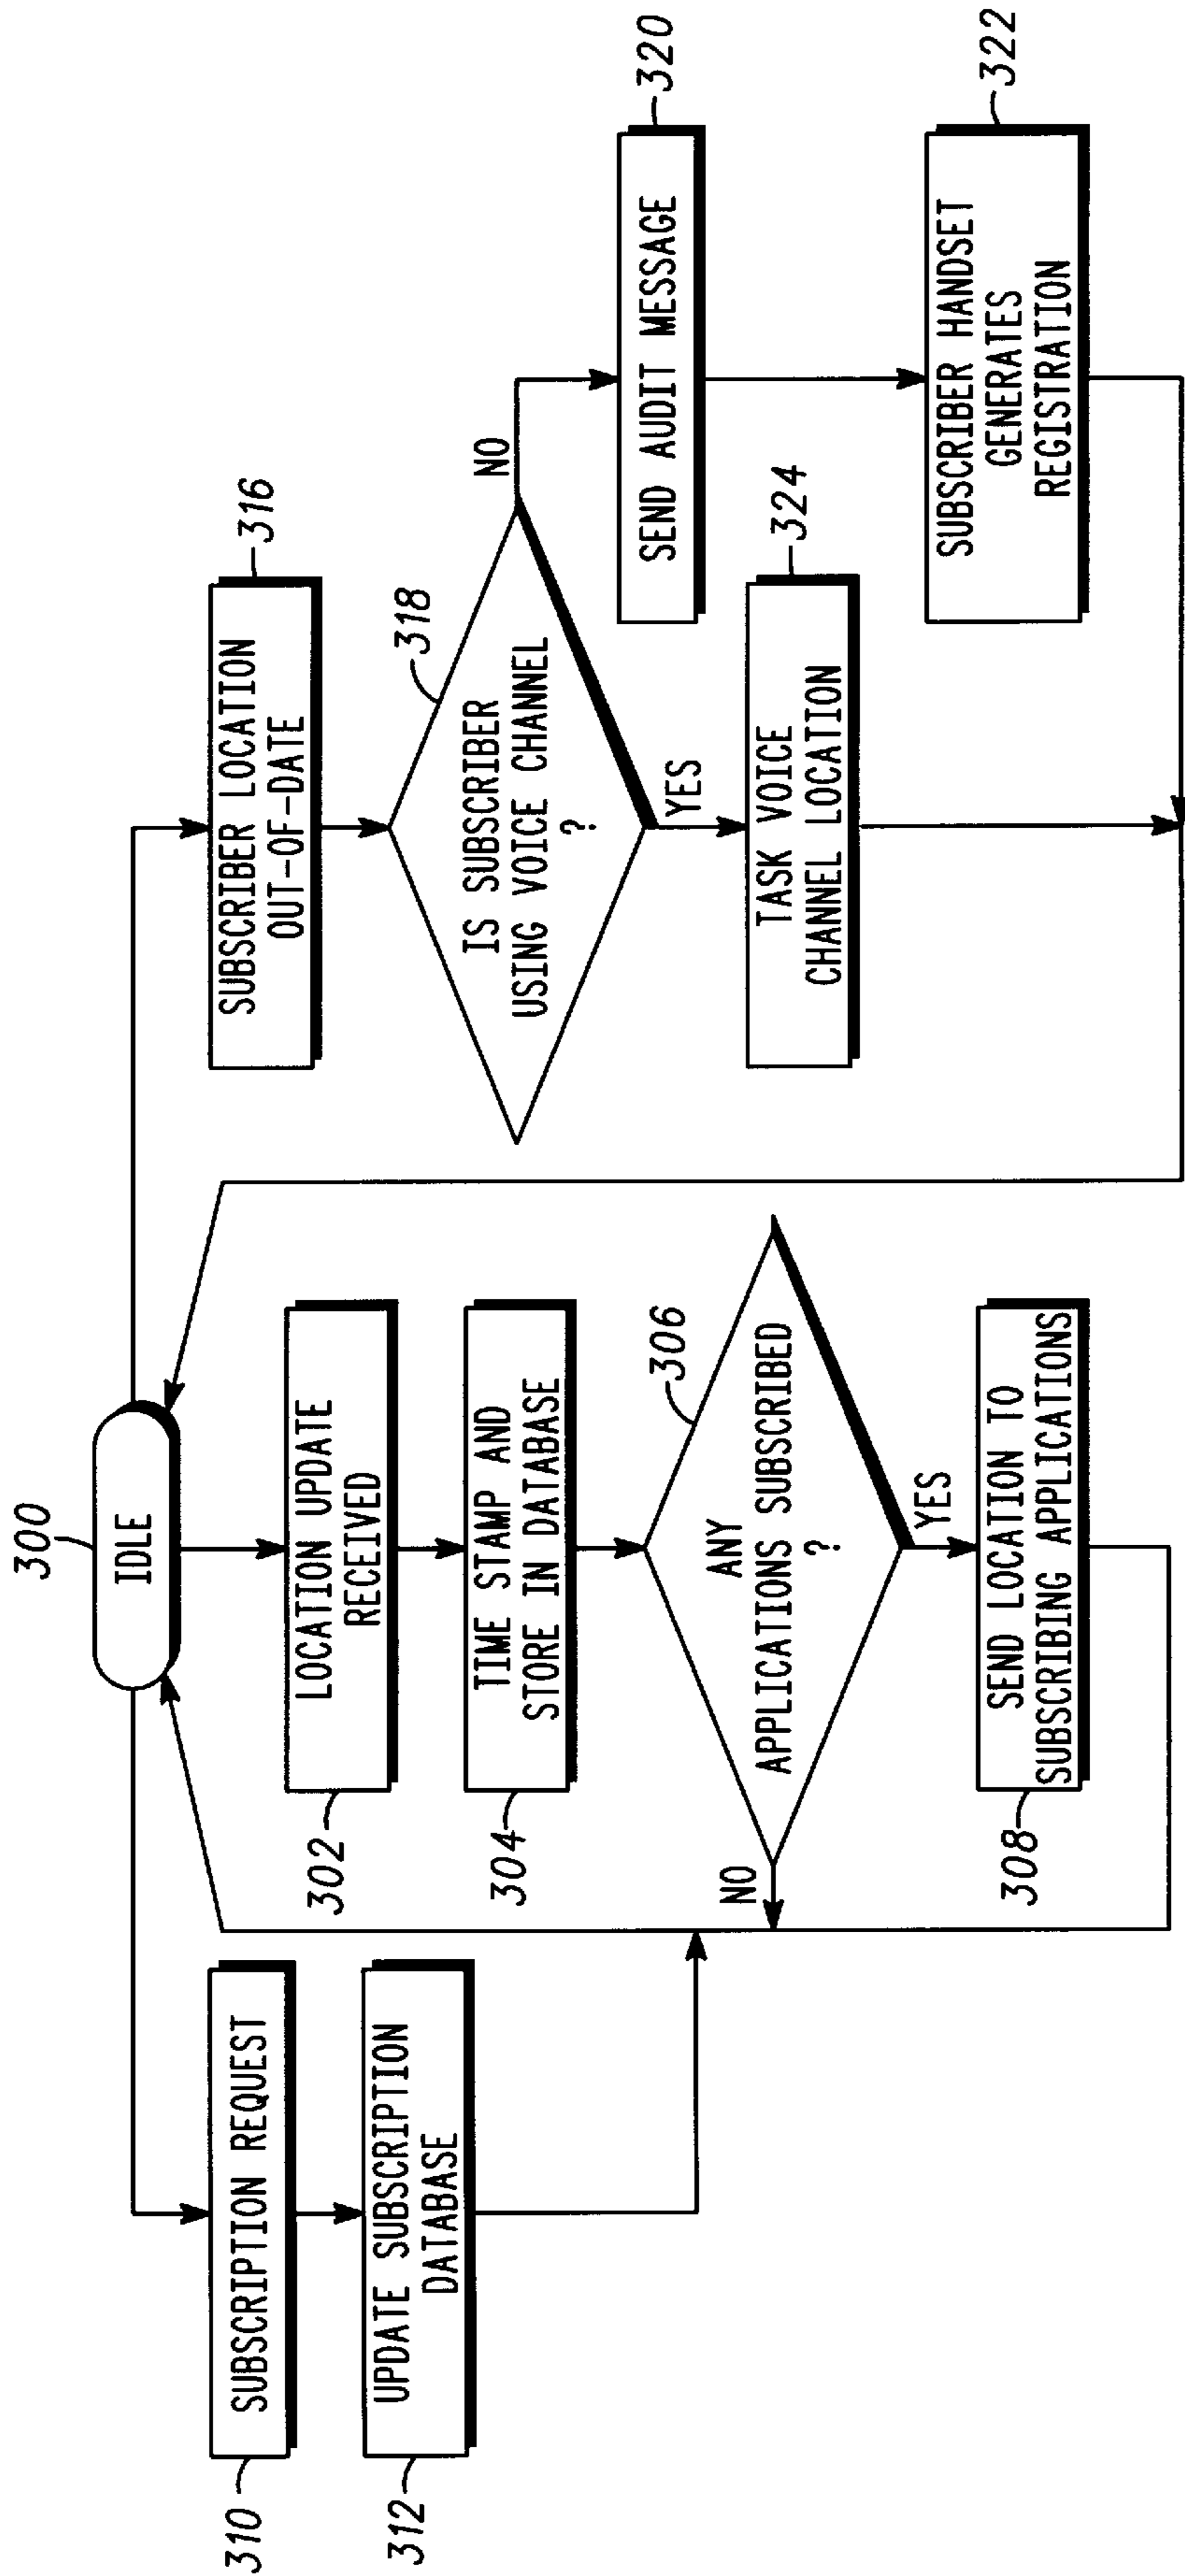 300
IDLE
310
SUBSCRIPTION REQUEST
312
UPDATE SUBSCRIPTION
DATABASE
302
LOCATION UPDATE
RECEIVED
304
TIME STAMP AND
STORE IN DATABASE
306
ANY
APPLICATIONS SUBSCRIBED
?
NO
YES
308
SEND LOCATION TO
SUBSCRIBING APPLICATIONS
316
SUBSCRIBER LOCATION
OUT-OF-DATE
318
IS SUBSCRIBER
USING VOICE CHANNEL
?
NO
YES
320
SEND AUDIT MESSAGE
324
TASK VOICE
CHANNEL LOCATION
322
SUBSCRIBER HANDSET
GENERATES
REGISTRATION